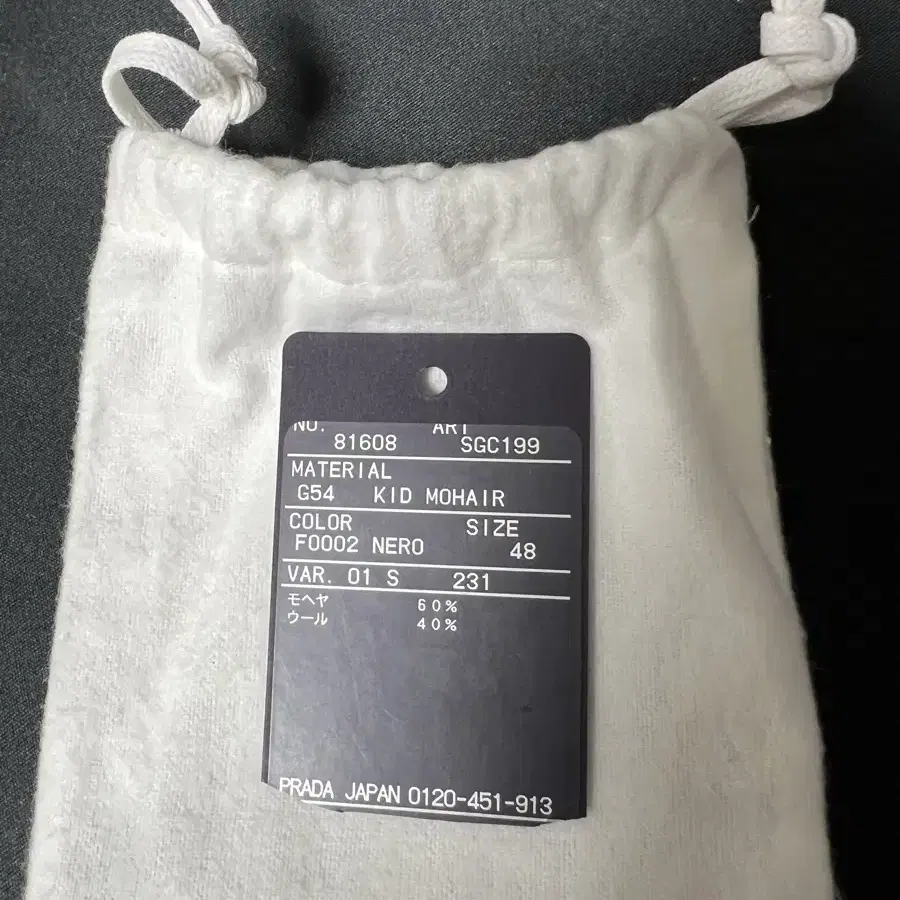 NO. ART
81608 SGC199
MATERIAL
G54 KID MOHAIR
COLOR SIZE
F0002 NERO 48
VAR. 01 S 231
モヘヤ 60%
ウール 40%
PRADA JAPAN 0120-451-913